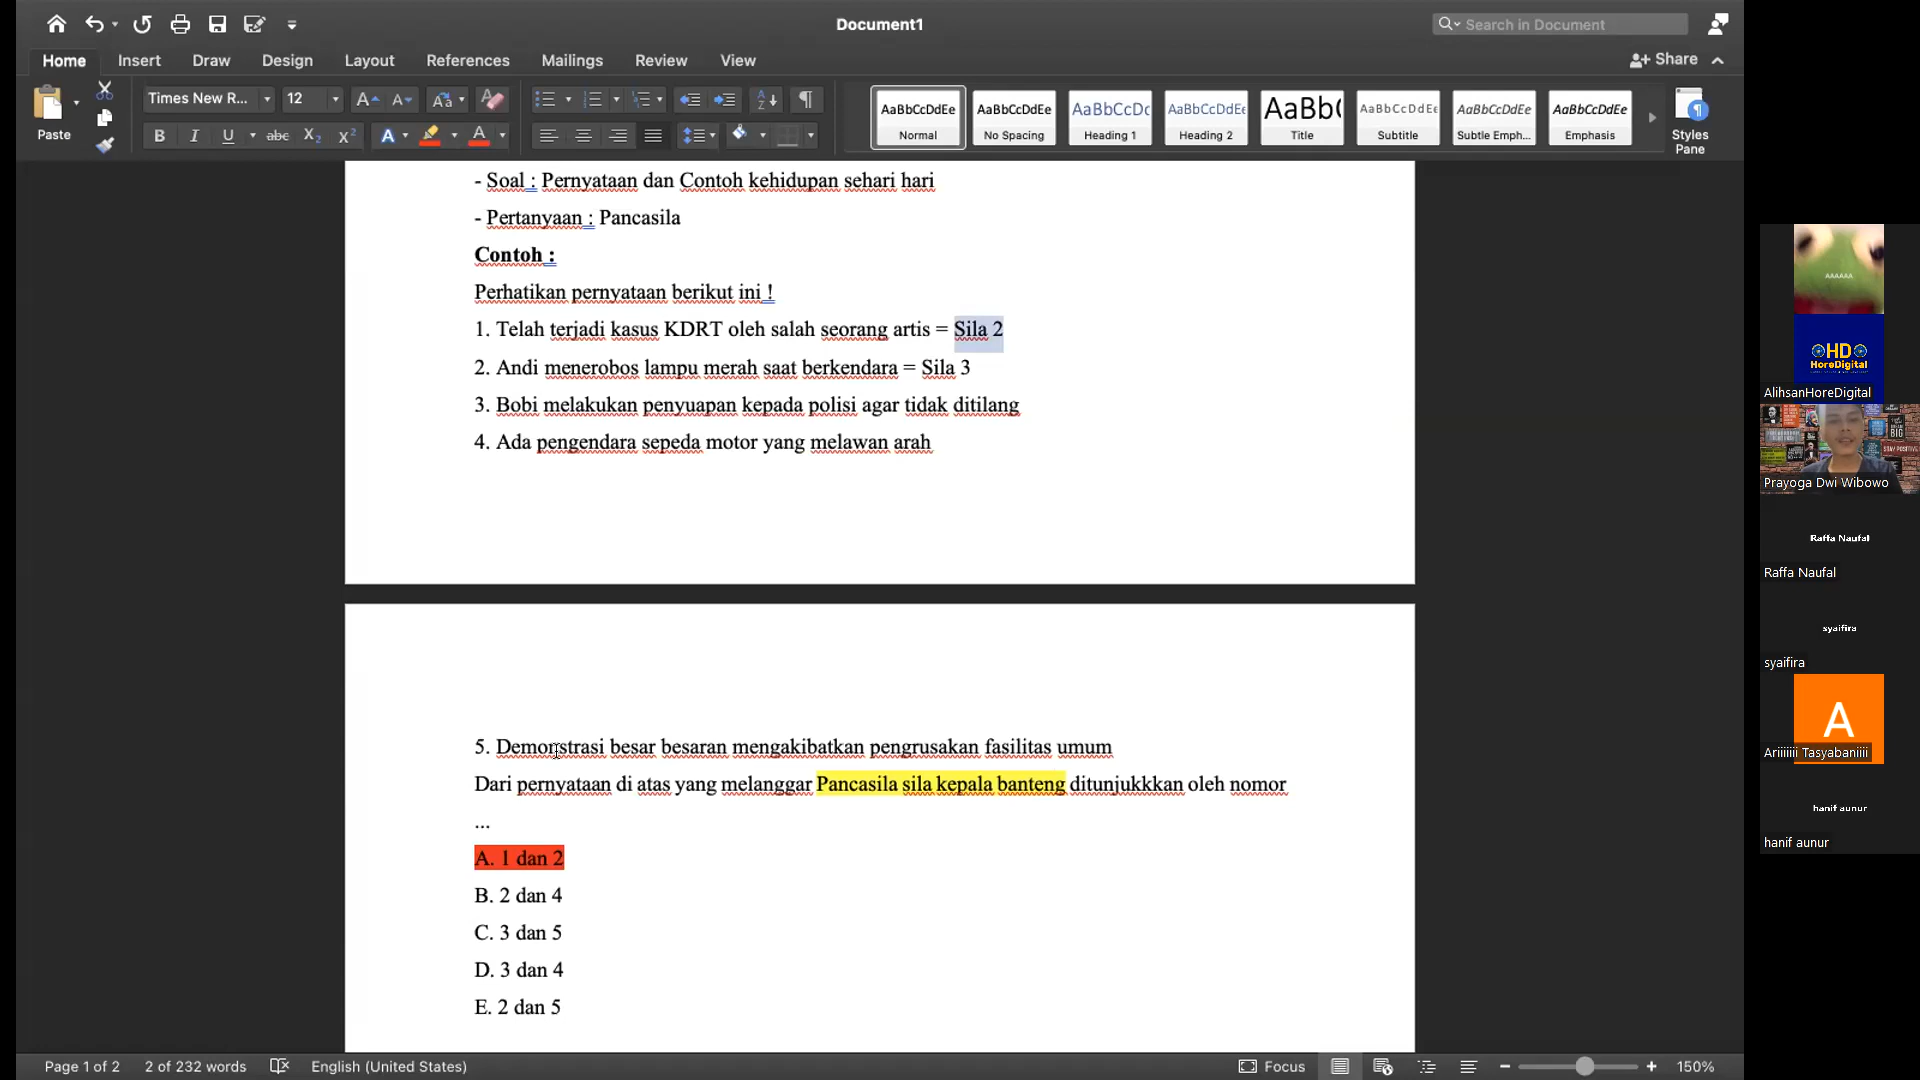 Document1
Search in Document
Home
Insert
Draw
Design
Layout
References
Mailings
Review
View
Share
Paste
Times New R...
12
AaBbCcDdEe
Normal
AaBbCcDdEe
No Spacing
AaBbCcDc
Heading 1
AaBbCcDdEe
Heading 2
AaBb(
Title
AaBbCcDdEe
Subtitle
AaBbCcDdEe
Subtle Emph...
AaBbCcDdEe
Emphasis
Styles
Pane
- Soal : Pernyataan dan Contoh kehidupan sehari hari
- Pertanyaan : Pancasila
Contoh :
Perhatikan pernyataan berikut ini !
1. Telah terjadi kasus KDRT oleh salah seorang artis = Sila 2
2. Andi menerobos lampu merah saat berkendara = Sila 3
3. Bobi melakukan penyuapan kepada polisi agar tidak ditilang
4. Ada pengendara sepeda motor yang melawan arah
5. Demonstrasi besar besaran mengakibatkan pengrusakan fasilitas umum
Dari pernyataan di atas yang melanggar Pancasila sila kepala banteng ditunjukkkan oleh nomor
...
A. 1 dan 2
B. 2 dan 4
C. 3 dan 5
D. 3 dan 4
E. 2 dan 5
Page 1 of 2
2 of 232 words
English (United States)
Focus
150%
AAAAAA
HD
HoreDigital
AlihsanHoreDigital
Prayoga Dwi Wibowo
Raffa Naufal
Raffa Naufal
syaifira
syaifira
A
Ariiiiiii Tasyabaniiii
hanif aunur
hanif aunur